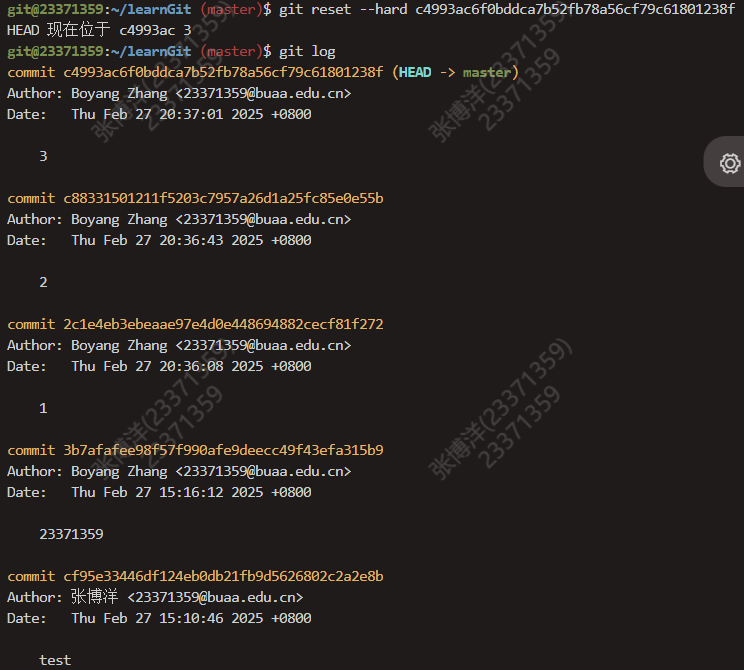 git@23371359:~/learnGit (master)$ git reset --hard c4993ac6f0bddca7b52fb78a56cf79c61801238f
HEAD 现在位于 c4993ac 3
git@23371359:~/learnGit (master)$ git log
commit c4993ac6f0bddca7b52fb78a56cf79c61801238f (HEAD -> master)
Author: Boyang Zhang <23371359@buaa.edu.cn>
Date:   Thu Feb 27 20:37:01 2025 +0800
3
commit c88331501211f5203c7957a26d1a25fc85e0e55b
Author: Boyang Zhang <23371359@buaa.edu.cn>
Date:   Thu Feb 27 20:36:43 2025 +0800
2
commit 2c1e4eb3ebeaae97e4d0e448694882cecf81f272
Author: Boyang Zhang <23371359@buaa.edu.cn>
Date:   Thu Feb 27 20:36:08 2025 +0800
1
commit 3b7afafee98f57f990afe9deecc49f43efa315b9
Author: Boyang Zhang <23371359@buaa.edu.cn>
Date:   Thu Feb 27 15:16:12 2025 +0800
23371359
commit cf95e33446df124eb0db21fb9d5626802c2a2e8b
Author: 张博洋 <23371359@buaa.edu.cn>
Date:   Thu Feb 27 15:10:46 2025 +0800
test
张博洋(23371359)
23371359
张博洋(23371359)
23371359
张博洋(23371359)
23371359
张博洋(23371359)
23371359